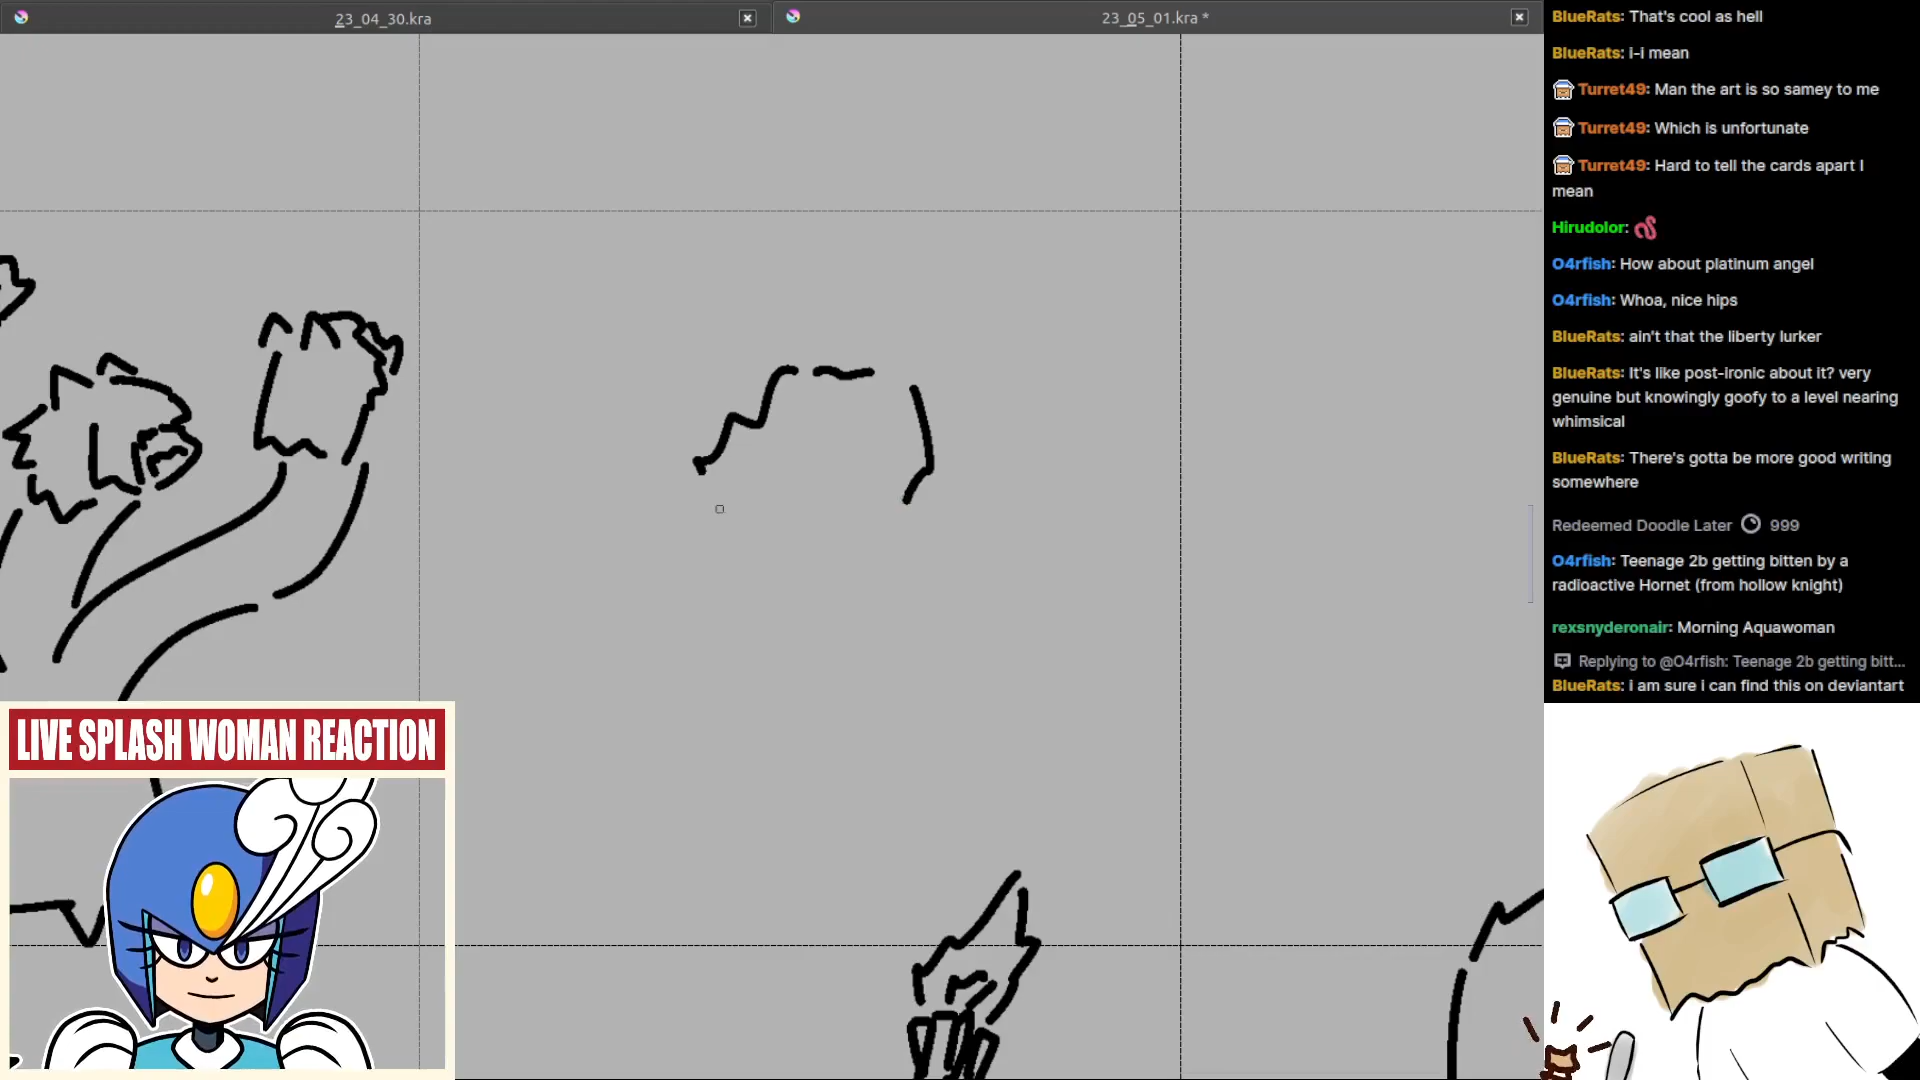 23_04_30.kra
23_05_01.kra *
BlueRats: That's cool as hell
BlueRats: i-i mean
Turret49: Man the art is so samey to me
Turret49: Which is unfortunate
Turret49: Hard to tell the cards apart I
mean
Hirudolor:
O4rfish: How about platinum angel
O4rfish: Whoa, nice hips
BlueRats: ain't that the liberty lurker
BlueRats: It's like post-ironic about it? very
genuine but knowingly goofy to a level nearing
whimsical
BlueRats: There's gotta be more good writing
somewhere
Redeemed Doodle Later 999
O4rfish: Teenage 2b getting bitten by a
radioactive Hornet (from hollow knight)
rexsnyderonair: Morning Aquawoman
Replying to @O4rfish: Teenage 2b getting bitt...
BlueRats: i am sure i can find this on deviantart
LIVE SPLASH WOMAN REACTION